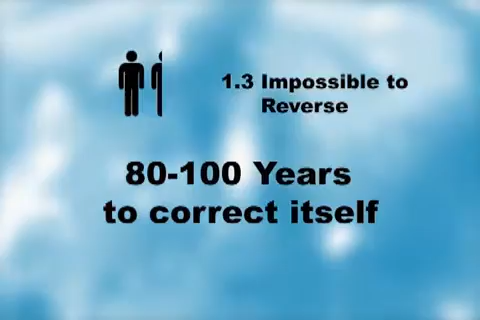 1.3 Impossible to
Reverse
80-100 Years
to correct itself